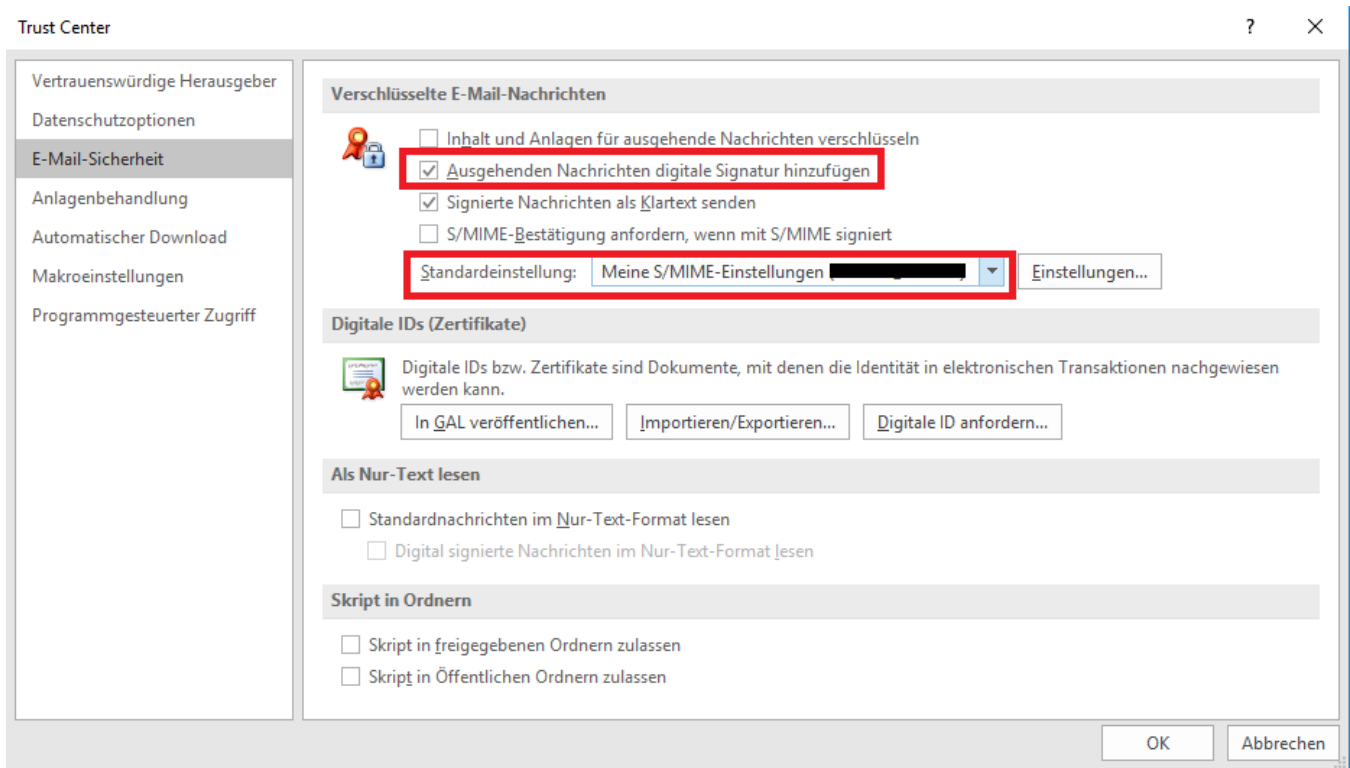 Trust Center
?
Vertrauenswürdige Herausgeber
Datenschutzoptionen
E-Mail-Sicherheit
Anlagenbehandlung
Automatischer Download
Makroeinstellungen
Programmgesteuerter Zugriff
Verschlüsselte E-Mail-Nachrichten
Inhalt und Anlagen für ausgehende Nachrichten verschlüsseln
Ausgehenden Nachrichten digitale Signatur hinzufügen
Signierte Nachrichten als Klartext senden
S/MIME-Bestätigung anfordern, wenn mit S/MIME signiert
Standardeinstellung: Meine S/MIME-Einstellungen ( ) Einstellungen...
Digitale IDs (Zertifikate)
Digitale IDs bzw. Zertifikate sind Dokumente, mit denen die Identität in elektronischen Transaktionen nachgewiesen
werden kann.
In GAL veröffentlichen... Importieren/Exportieren... Digitale ID anfordern...
Als Nur-Text lesen
Standardnachrichten im Nur-Text-Format lesen
Digital signierte Nachrichten im Nur-Text-Format lesen
Skript in Ordnern
Skript in freigegebenen Ordnern zulassen
Skript in Öffentlichen Ordnern zulassen
OK Abbrechen